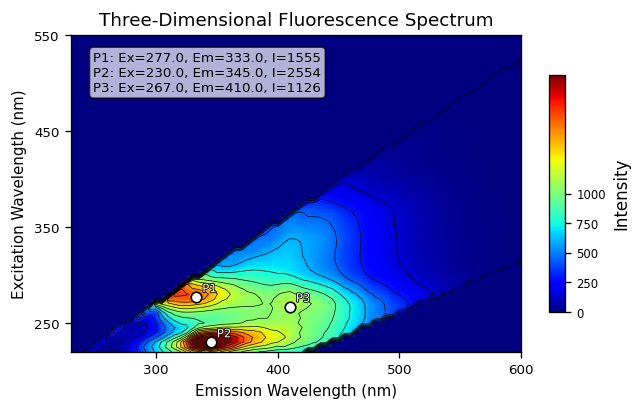 Three-Dimensional Fluorescence Spectrum
P1: Ex=277.0, Em=333.0, I=1555
P2: Ex=230.0, Em=345.0, I=2554
P3: Ex=267.0, Em=410.0, I=1126
550
450
350
250
Excitation Wavelength (nm)
P1
P2
P3
300
400
500
600
Emission Wavelength (nm)
1000
750
500
250
0
Intensity